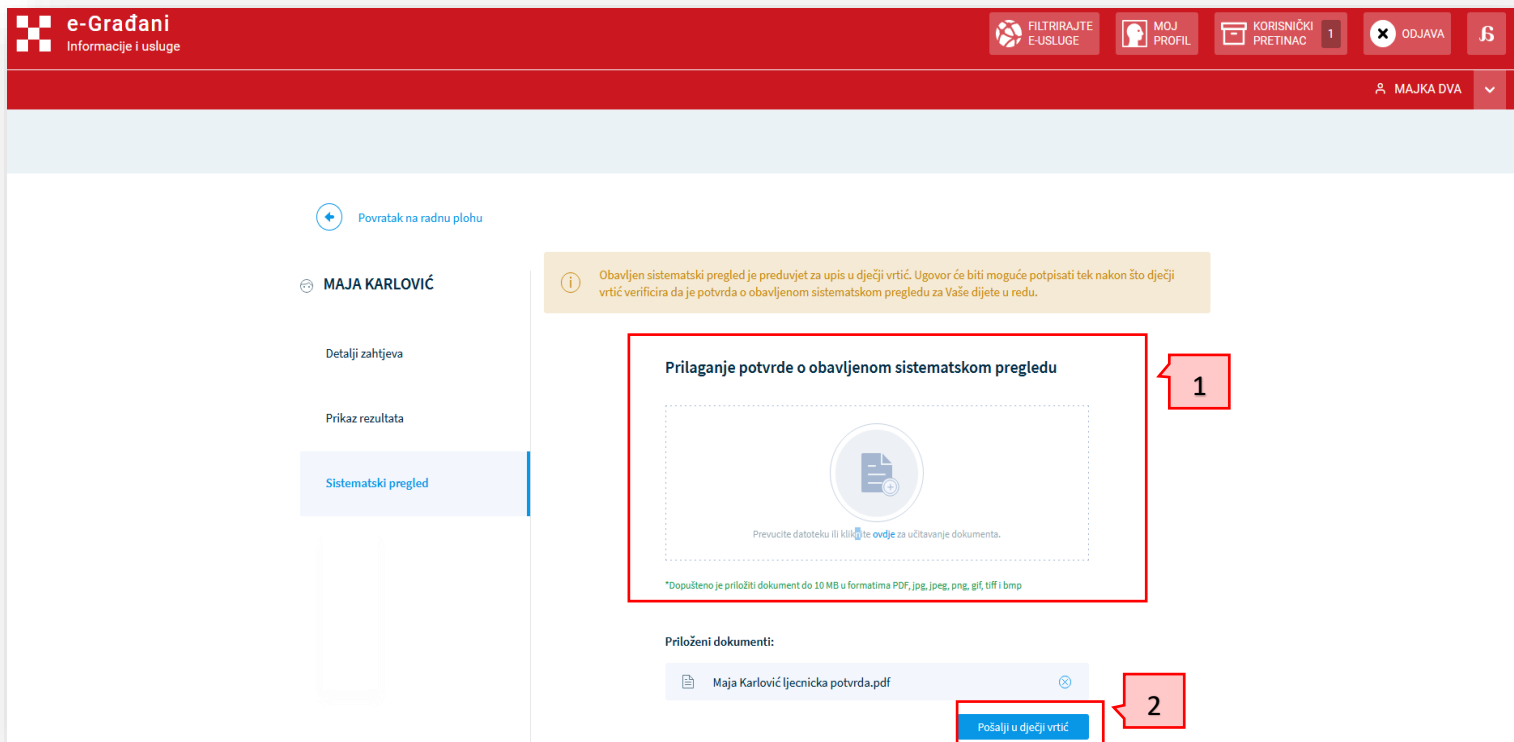 e-Građani
Informacije i usluge
FILTRIRAJTE
E-USLUGE
MOJ
PROFIL
KORISNIČKI
PRETINAC
1
ODJAVA
MAJKA DVA
Povratak na radnu plohu
MAJA KARLOVIĆ
Detalji zahtjeva
Prikaz rezultata
Sistematski pregled
Obavljen sistematski pregled je preduvjet za upis u dječji vrtić. Ugovor će biti moguće potpisati tek nakon što dječji
vrtić verificira da je potvrda o obavljenom sistematskom pregledu za Vaše dijete u redu.
Prilaganje potvrde o obavljenom sistematskom pregledu
1
Prevucite datoteku ili kliknite ovdje za učitavanje dokumenta.
*Dopušteno je priložiti dokument do 10 MB u formatima PDF, jpg, jpeg, png, gif, tiff i bmp
Priloženi dokumenti:
Maja Karlović ljecnicka potvrda.pdf
2
Pošalji u dječji vrtić